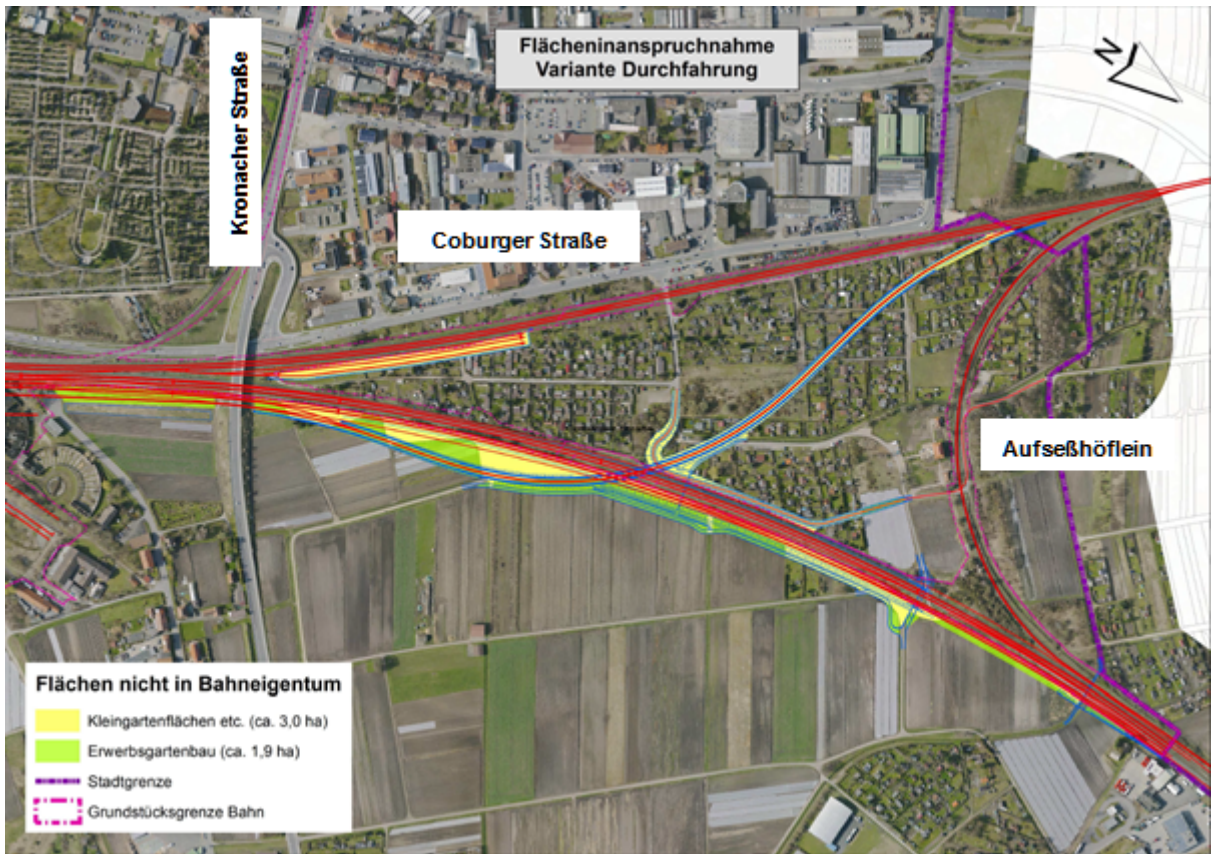 Flächeninanspruchnahme
Variante Durchfahrung
N
Kronacher Straße
Coburger Straße
Aufseßhöflein
Flächen nicht in Bahneigentum
Kleingartenflächen etc. (ca. 3,0 ha)
Erwerbsgartenbau (ca. 1,9 ha)
Stadtgrenze
Grundstücksgrenze Bahn